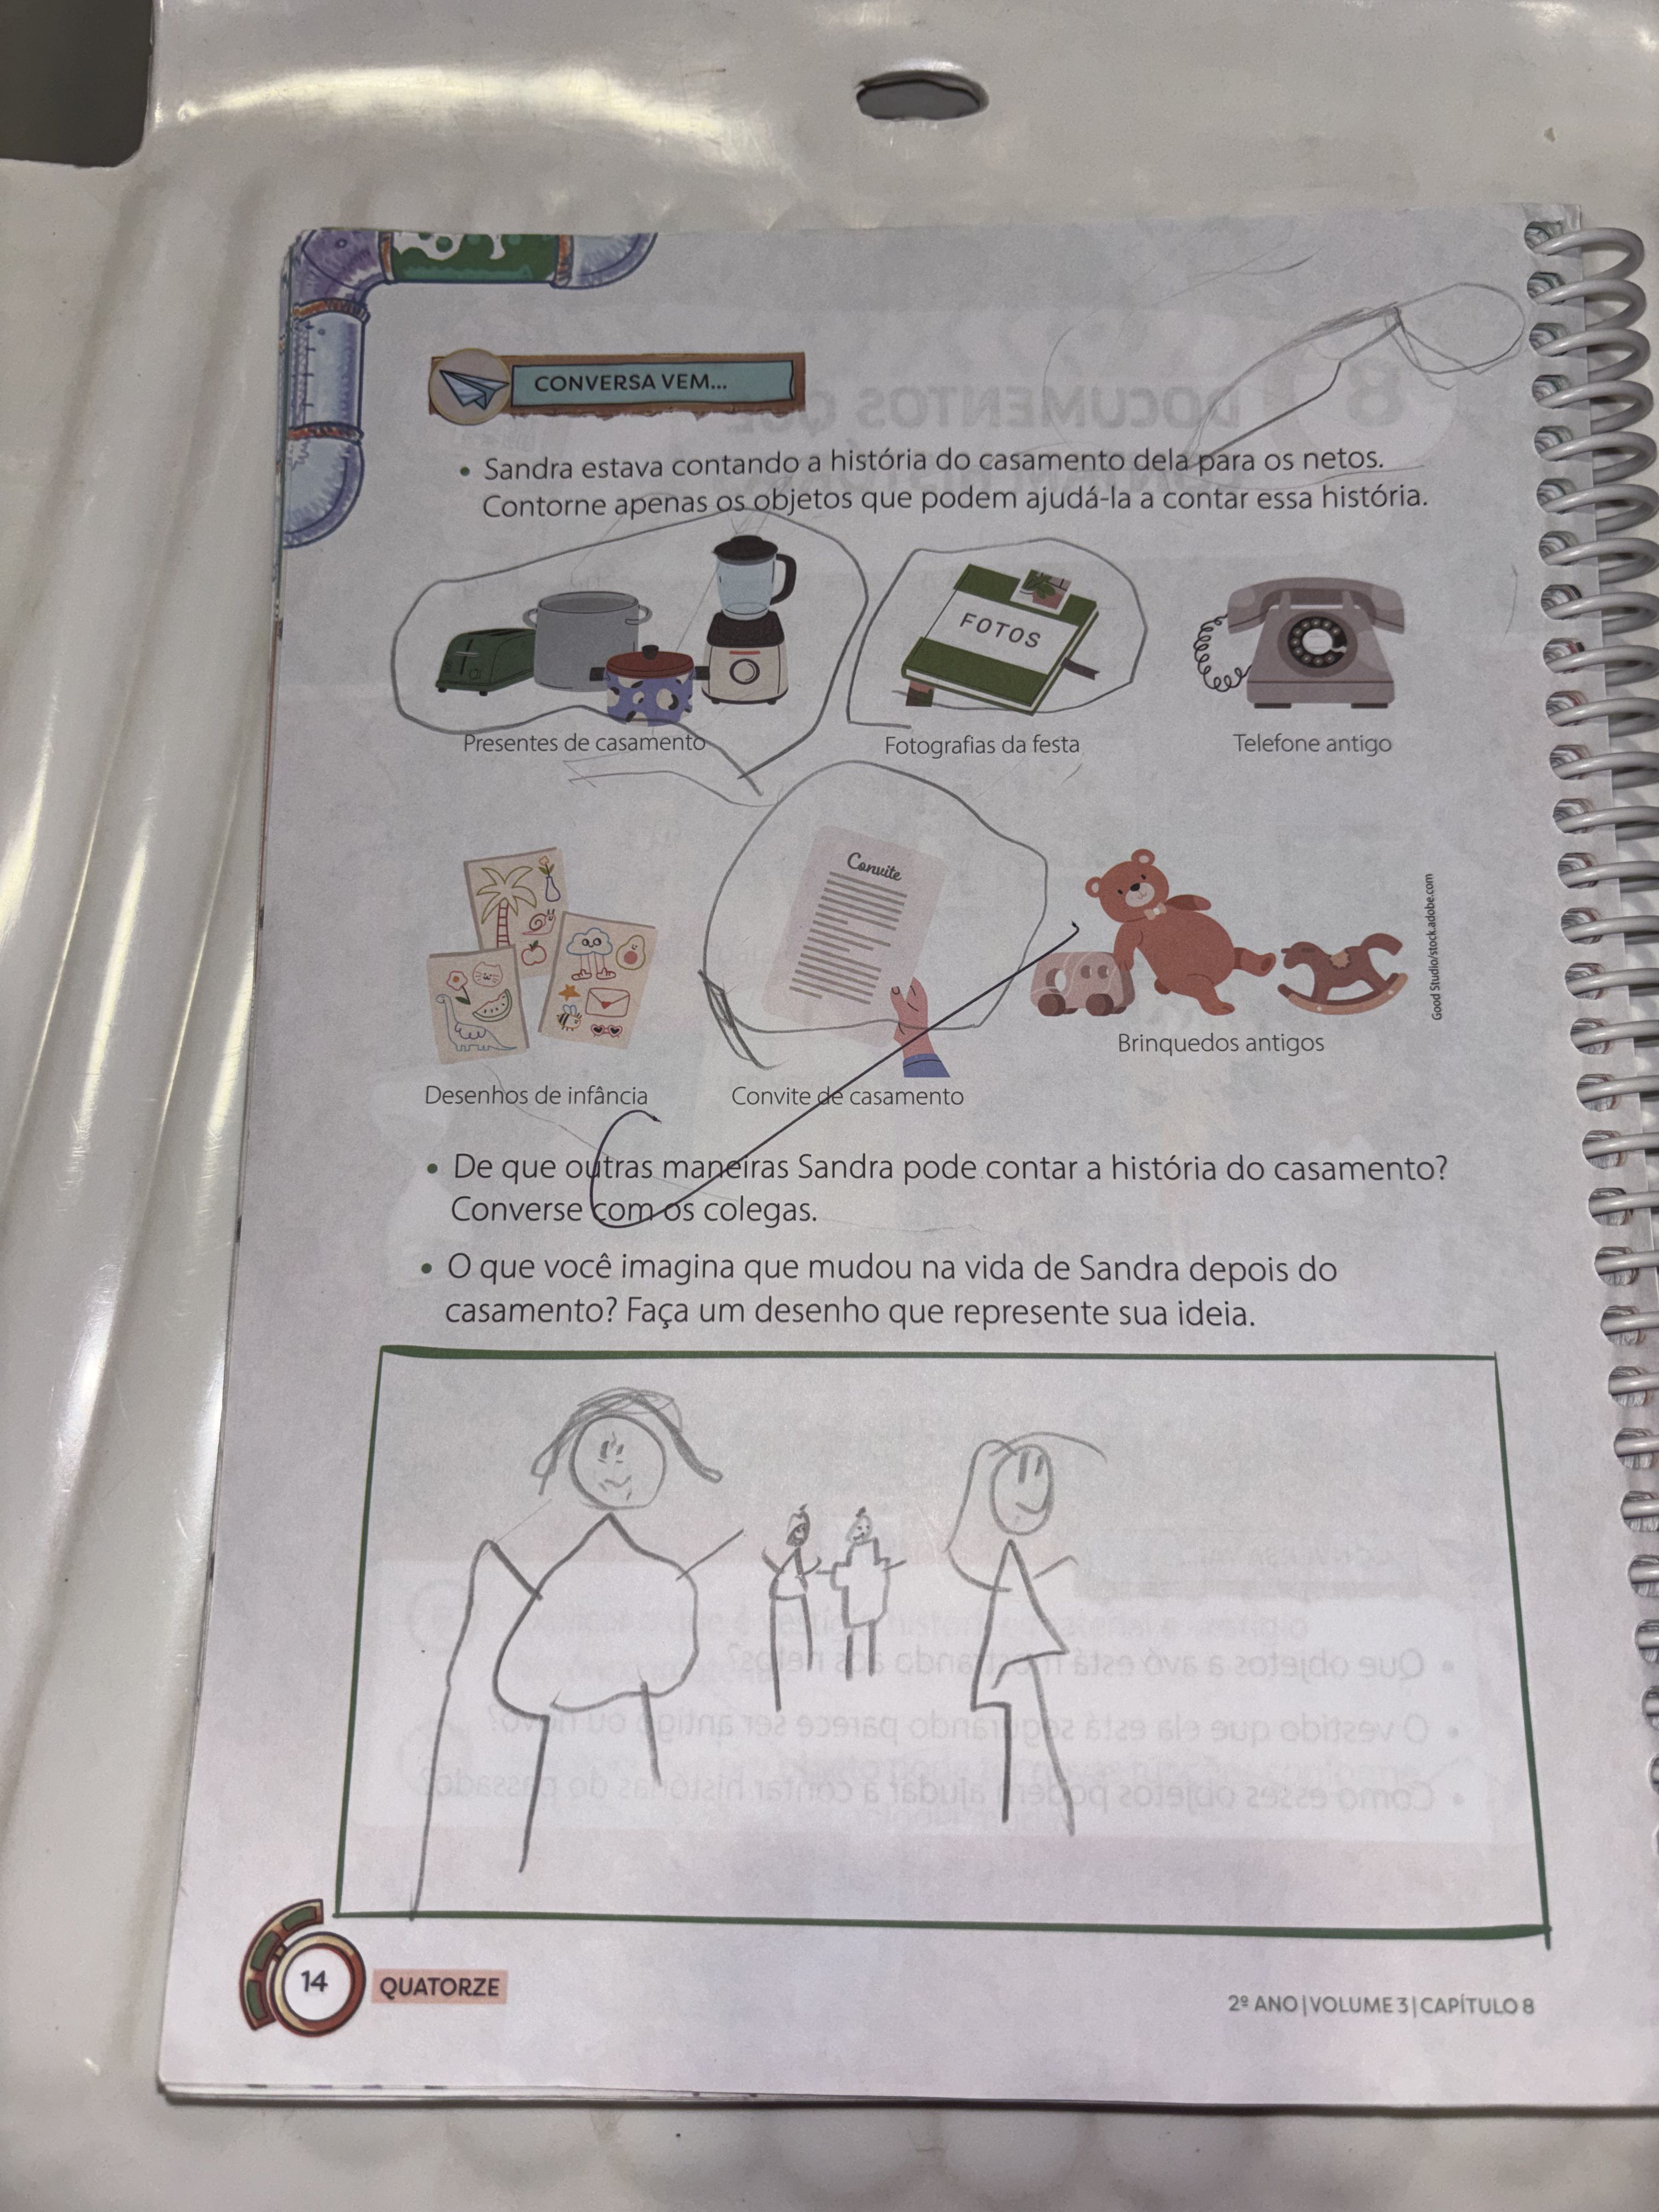 CONVERSA VEM...
• Sandra estava contando a história do casamento dela para os netos.
Contorne apenas os objetos que podem ajudá-la a contar essa história.
FOTOS
Presentes de casamento
Fotografias da festa
Telefone antigo
Convite
Good Studio/stock.adobe.com
Brinquedos antigos
Desenhos de infância
Convite de casamento
• De que outras maneiras Sandra pode contar a história do casamento?
Converse com os colegas.
• O que você imagina que mudou na vida de Sandra depois do
casamento? Faça um desenho que represente sua ideia.
14
QUATORZE
2º ANO | VOLUME 3 | CAPÍTULO 8